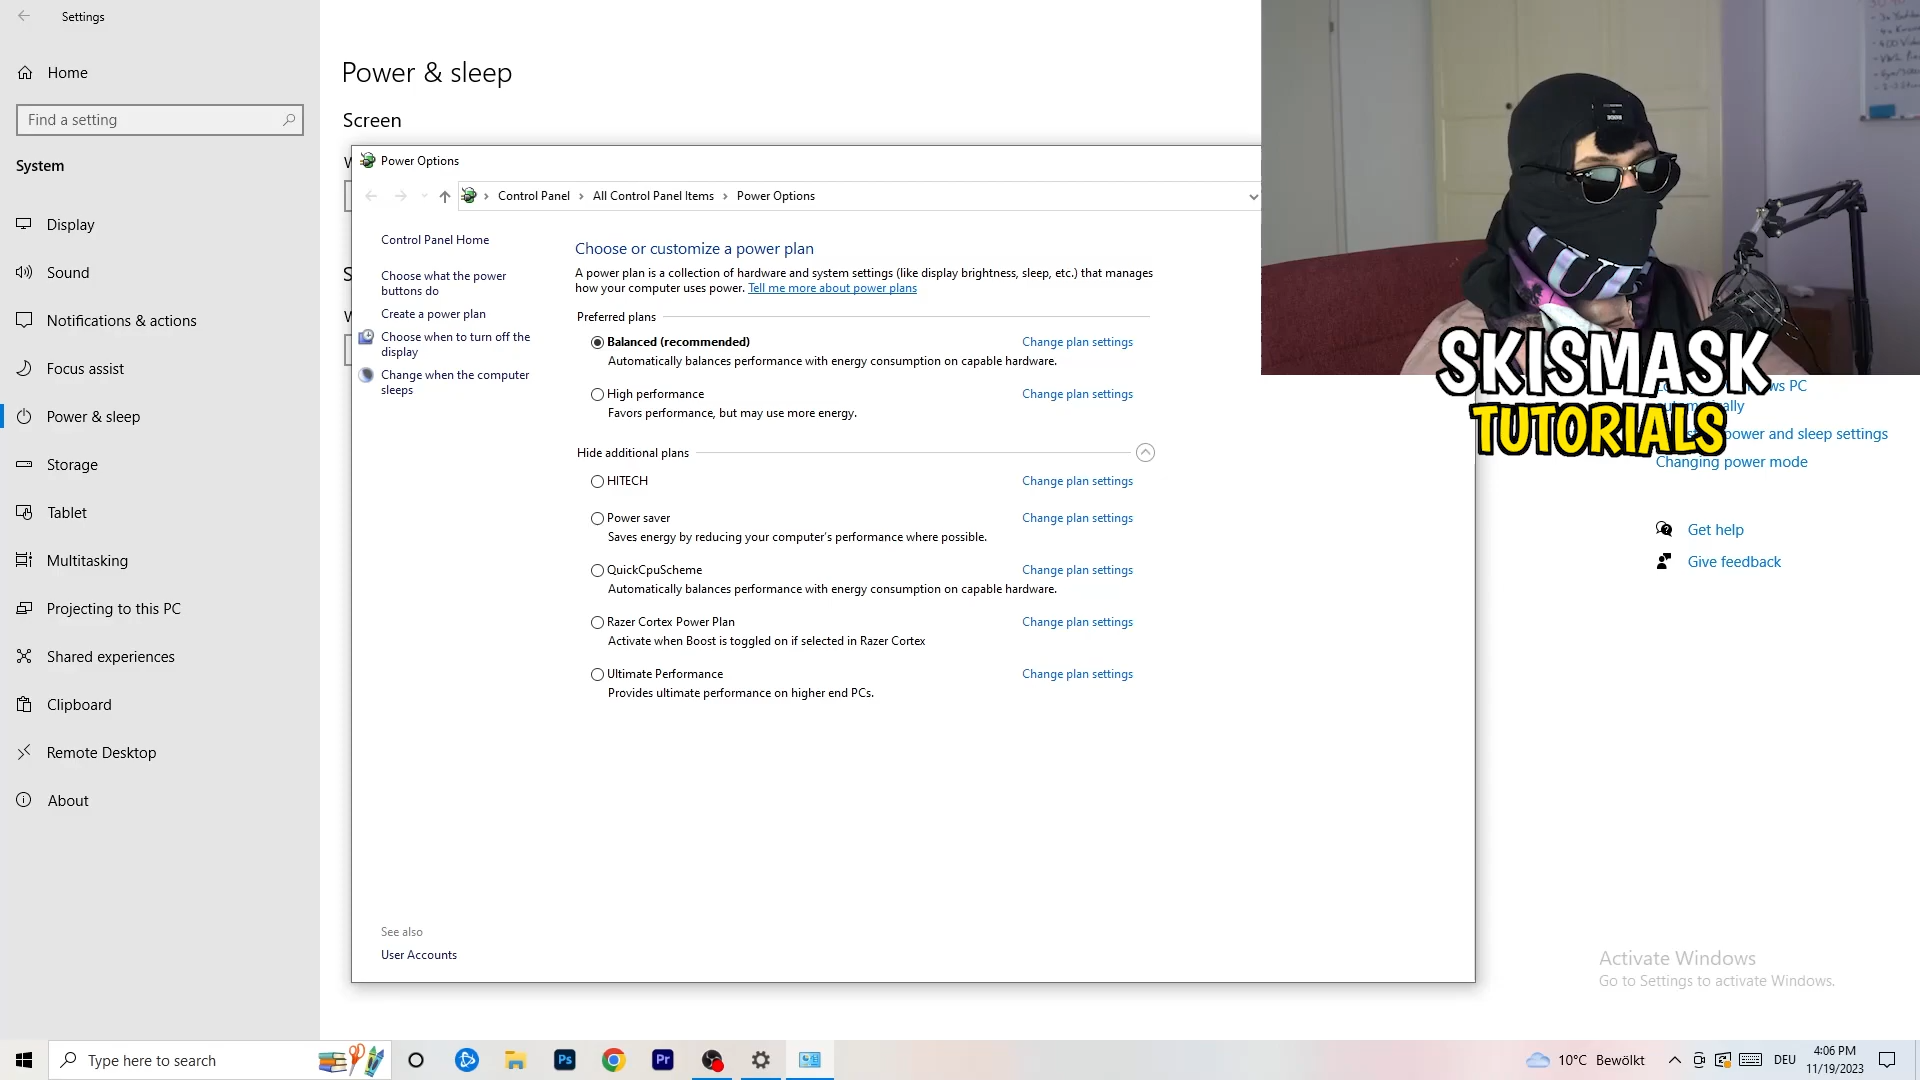 Settings
Home
Find a setting
System
Display
Sound
Notifications & actions
Focus assist
Power & sleep
Storage
Tablet
Multitasking
Projecting to this PC
Shared experiences
Clipboard
Remote Desktop
About
Power & sleep
Screen
Power Options
Control Panel
All Control Panel Items
Power Options
Control Panel Home
Choose what the power
buttons do
Create a power plan
Choose when to turn off the
display
Change when the computer
sleeps
See also
User Accounts
Choose or customize a power plan
A power plan is a collection of hardware and system settings (like display brightness, sleep, etc.) that manages
how your computer uses power. Tell me more about power plans
Preferred plans
Balanced (recommended) Change plan settings
Automatically balances performance with energy consumption on capable hardware.
High performance Change plan settings
Favors performance, but may use more energy.
Hide additional plans
HITECH Change plan settings
Power saver Change plan settings
Saves energy by reducing your computer's performance where possible.
QuickCpuScheme Change plan settings
Automatically balances performance with energy consumption on capable hardware.
Razer Cortex Power Plan Change plan settings
Activate when Boost is toggled on if selected in Razer Cortex
Ultimate Performance Change plan settings
Provides ultimate performance on higher end PCs.
SKISMASK
TUTORIALS
PC
power and sleep settings
Changing power mode
Get help
Give feedback
Activate Windows
Go to Settings to activate Windows.
Type here to search
Ps
Pr
10°C Bewölkt
DEU
4:06 PM
11/19/2023